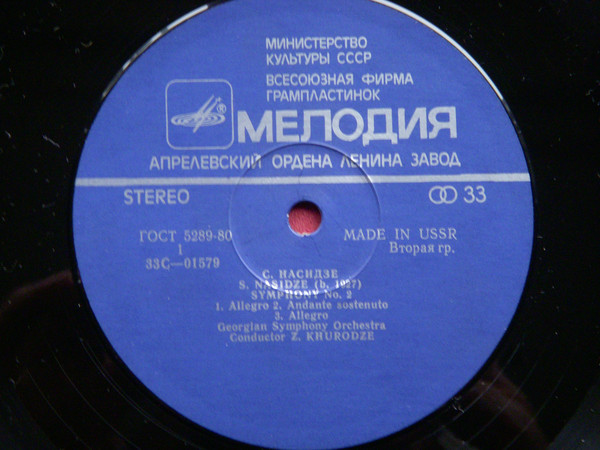 МИНИСТЕРСТВО
КУЛЬТУРЫ СССР
ВСЕСОЮЗНАЯ ФИРМА
ГРАМПЛАСТИНОК
®
МЕЛОДИЯ
АПРЕЛЕВСКИЙ ОРДЕНА ЛЕНИНА ЗАВОД
STEREO
33
ГОСТ 5289-80
MADE IN USSR
1
Вторая гр.
33С—01579
С. НАСИДЗЕ
S. NASIDZE (b. 1927)
SYMPHONY No. 2
1. Allegro 2. Andante sostenuto
3. Allegro
Georgian Symphony Orchestra
Conductor Z. KHURODZE